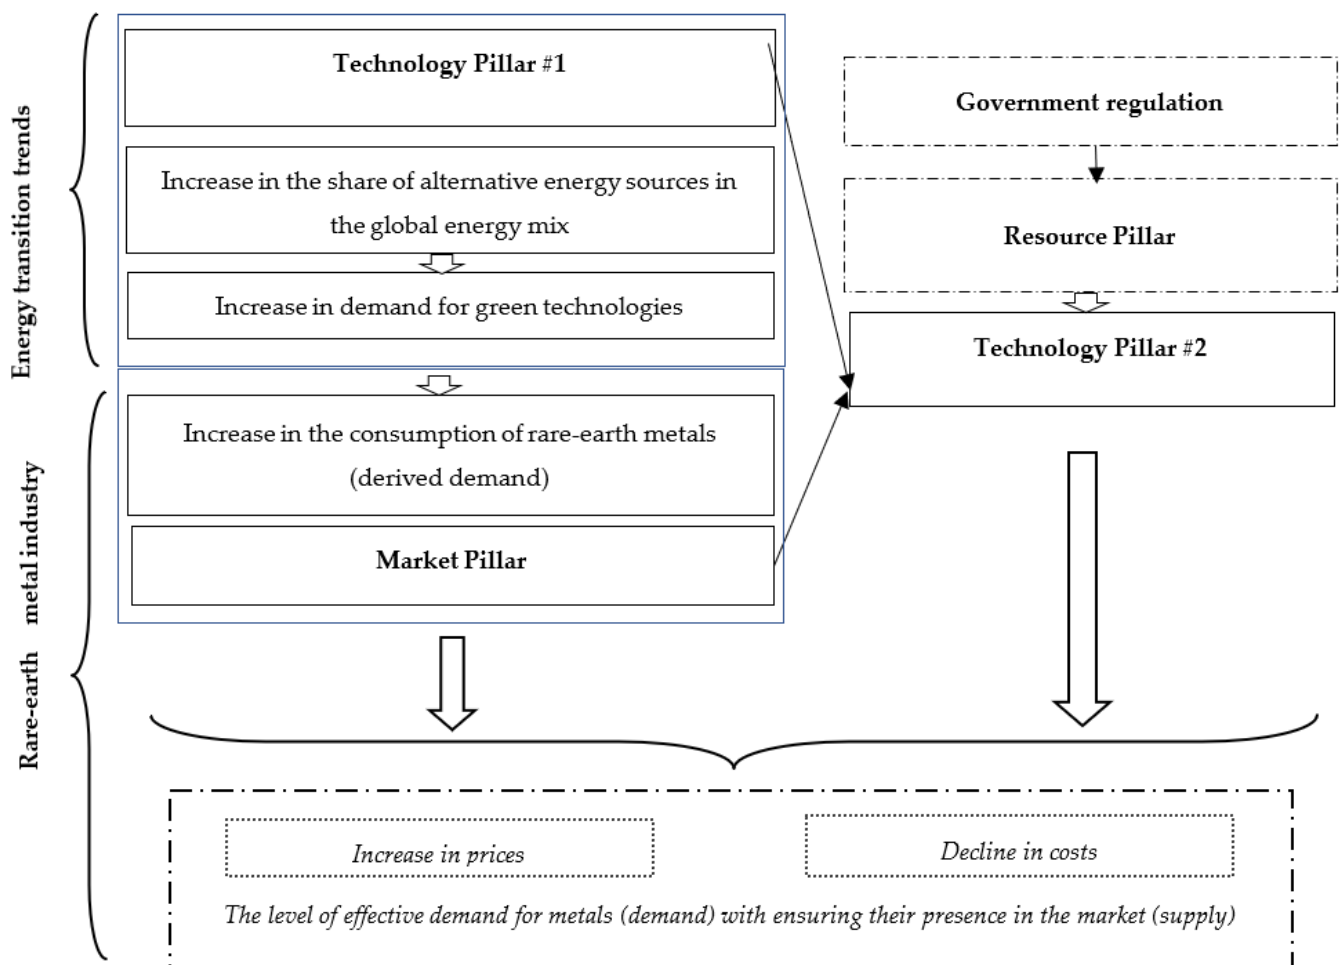 Energy transition trends
Technology Pillar #1
Increase in the share of alternative energy sources in
the global energy mix
Increase in demand for green technologies
Rare-earth metal industry
Increase in the consumption of rare-earth metals
(derived demand)
Market Pillar
Government regulation
Resource Pillar
Technology Pillar #2
Increase in prices
Decline in costs
The level of effective demand for metals (demand) with ensuring their presence in the market (supply)